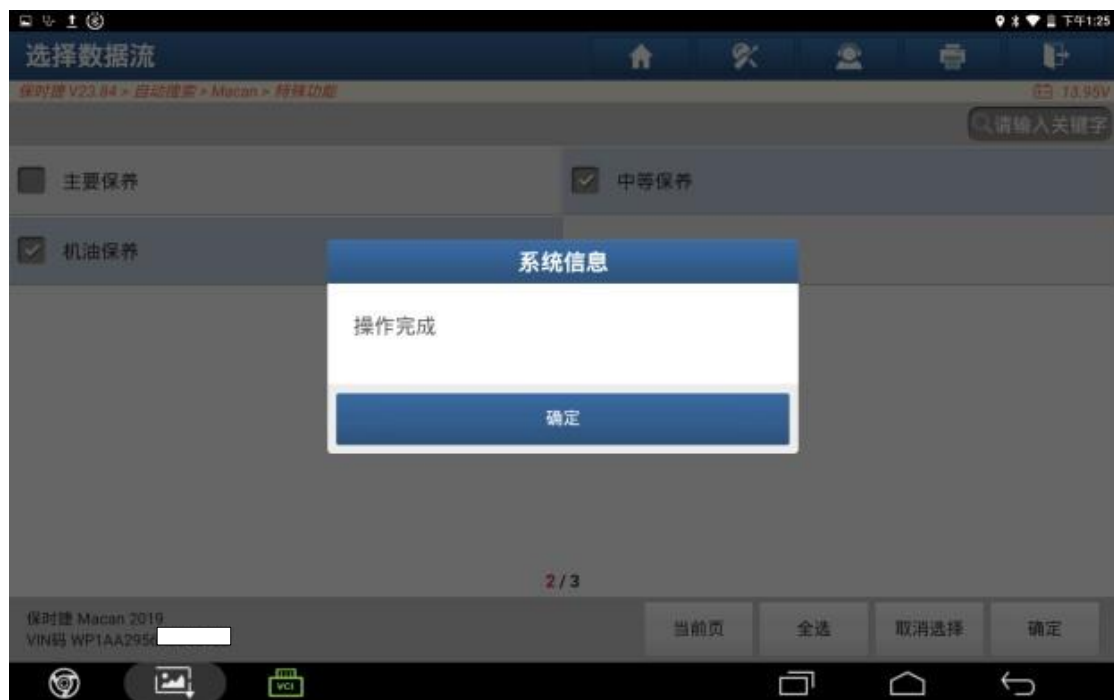 下午1:25
选择数据流
保时捷 V23.84 > 自动搜索 > Macan > 特殊功能
13.95V
请输入关键字
主要保养
中等保养
机油保养
系统信息
操作完成
确定
2/3
保时捷 Macan 2019
VIN码 WP1AA2956
当前页
全选
取消选择
确定
VCI